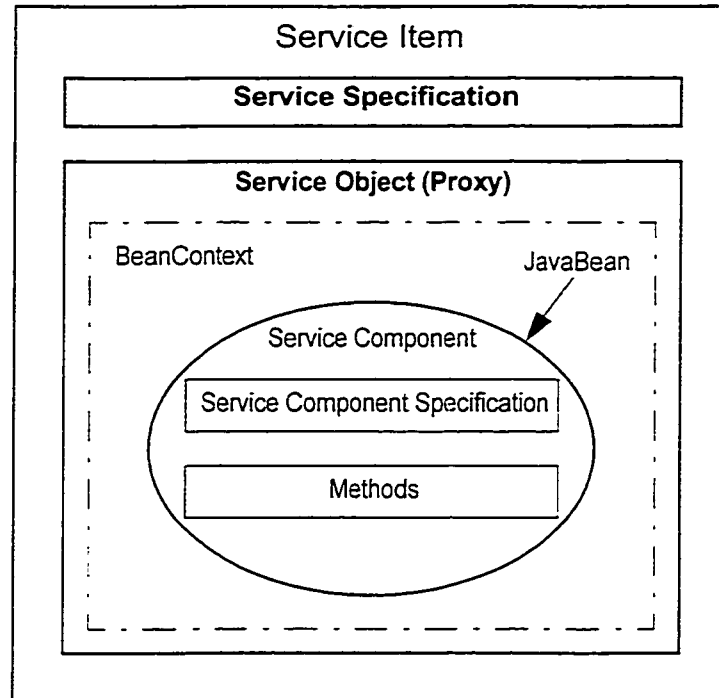 Service Item
Service Specification
Service Object (Proxy)
BeanContext
JavaBean
Service Component
Service Component Specification
Methods